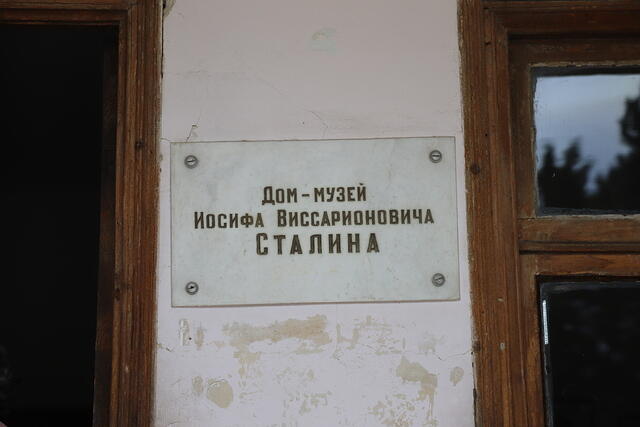 Дом-музей
Иосифа Виссарионовича
Сталина